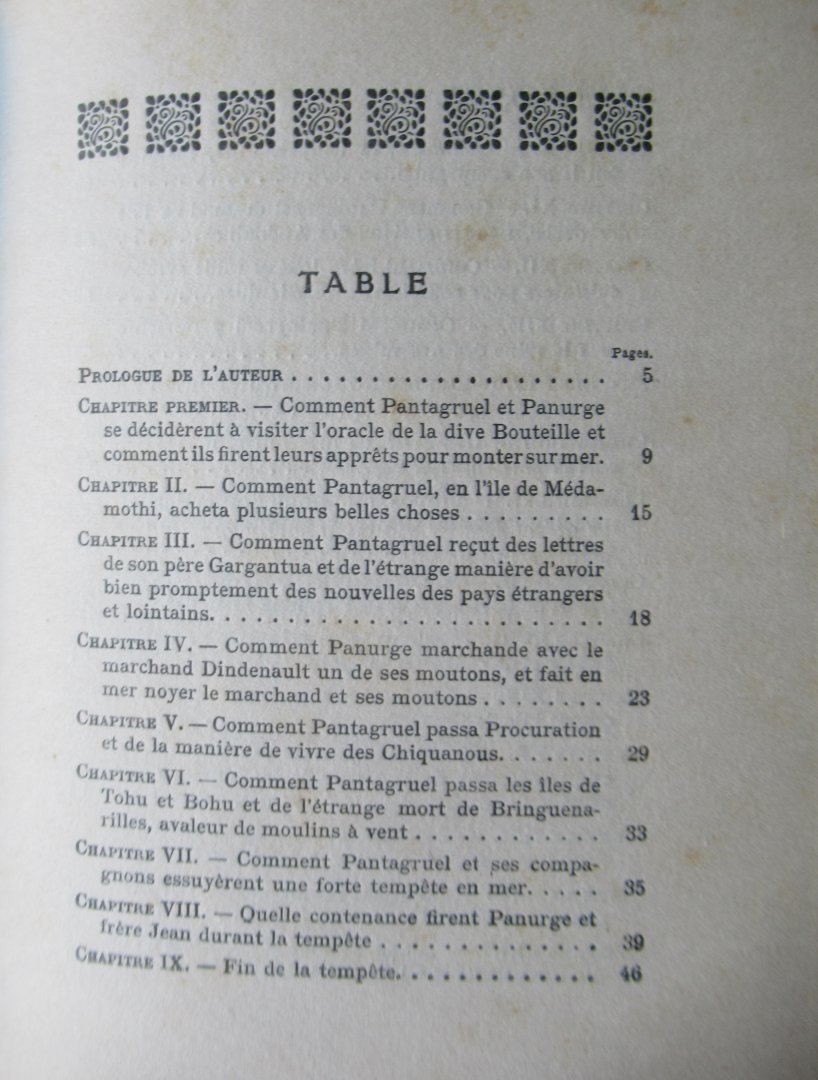 TABLE
Pages.
PROLOGUE DE L'AUTEUR . . . . . . . . . . . . . . . . . . . . 5
CHAPITRE PREMIER. — Comment Pantagruel et Panurge
se décidèrent à visiter l'oracle de la dive Bouteille et
comment ils firent leurs apprêts pour monter sur mer. 9
CHAPITRE II. — Comment Pantagruel, en l'île de Méda-
mothi, acheta plusieurs belles choses . . . . . . . . . 15
CHAPITRE III. — Comment Pantagruel reçut des lettres
de son père Gargantua et de l'étrange manière d'avoir
bien promptement des nouvelles des pays étrangers
et lointains. . . . . . . . . . . . . . . . . . . . . . . . . 18
CHAPITRE IV. — Comment Panurge marchande avec le
marchand Dindenault un de ses moutons, et fait en
mer noyer le marchand et ses moutons . . . . . . . . 23
CHAPITRE V. — Comment Pantagruel passa Procuration
et de la manière de vivre des Chiquanous. . . . . . . 29
CHAPITRE VI. — Comment Pantagruel passa les îles de
Tohu et Bohu et de l'étrange mort de Bringuena-
rilles, avaleur de moulins à vent . . . . . . . . . . . . 33
CHAPITRE VII. — Comment Pantagruel et ses compa-
gnons essuyèrent une forte tempête en mer. . . . . 35
CHAPITRE VIII. — Quelle contenance firent Panurge et
frère Jean durant la tempête . . . . . . . . . . . . . . 39
CHAPITRE IX. — Fin de la tempête. . . . . . . . . . . . . 46